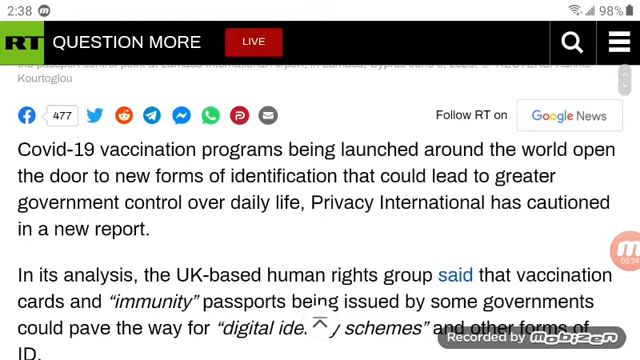 2:38 98%
RT QUESTION MORE LIVE
Kourtoglou
477 Follow RT on Google News
Covid-19 vaccination programs being launched around the world open
the door to new forms of identification that could lead to greater
government control over daily life, Privacy International has cautioned
in a new report.
In its analysis, the UK-based human rights group said that vaccination
cards and “immunity” passports being issued by some governments
could pave the way for “digital ide y schemes” and other forms of
ID.
05:24
Recorded by mobizen